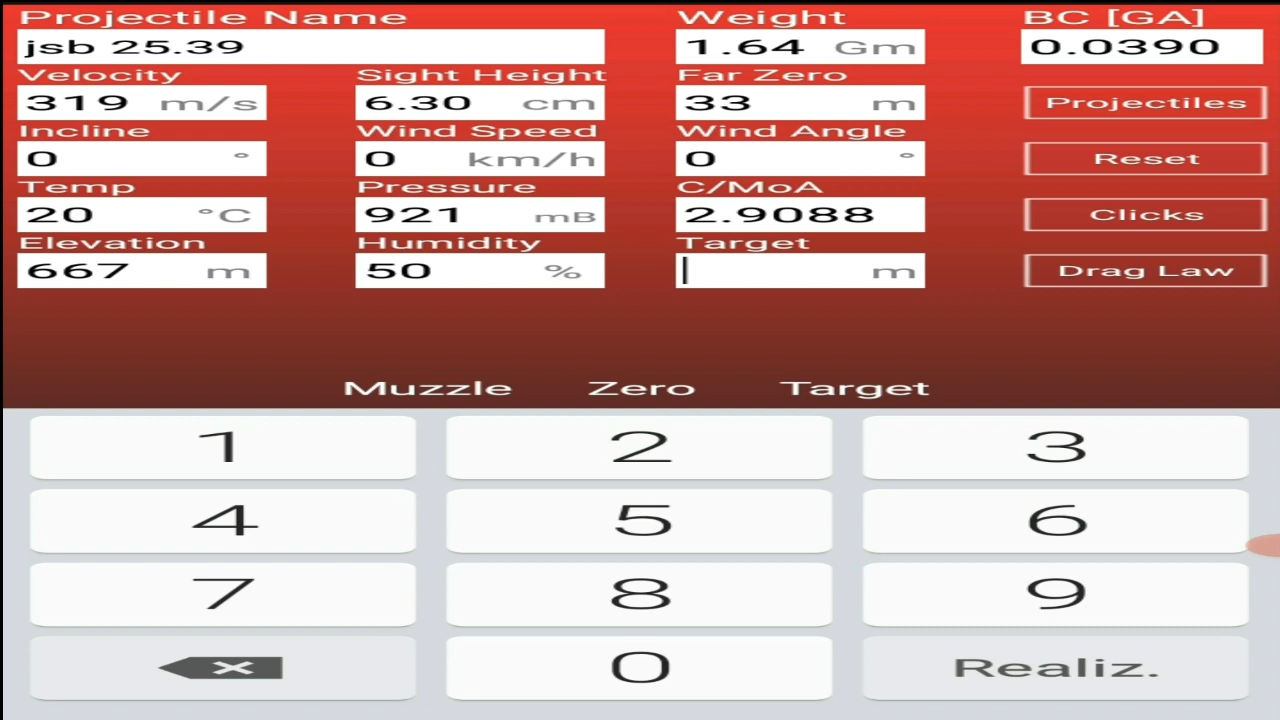 Projectile Name Weight BC [GA]
jsb 25.39 1.64 Gm 0.0390
Velocity Sight Height Far Zero
319 m/s 6.30 cm 33 m Projectiles
Incline Wind Speed Wind Angle
0 ° 0 km/h 0 ° Reset
Temp Pressure C/MoA
20 °C 921 mB 2.9088 Clicks
Elevation Humidity Target
667 m 50 % m Drag Law
Muzzle Zero Target
1 2 3
4 5 6
7 8 9
0 Realiz.